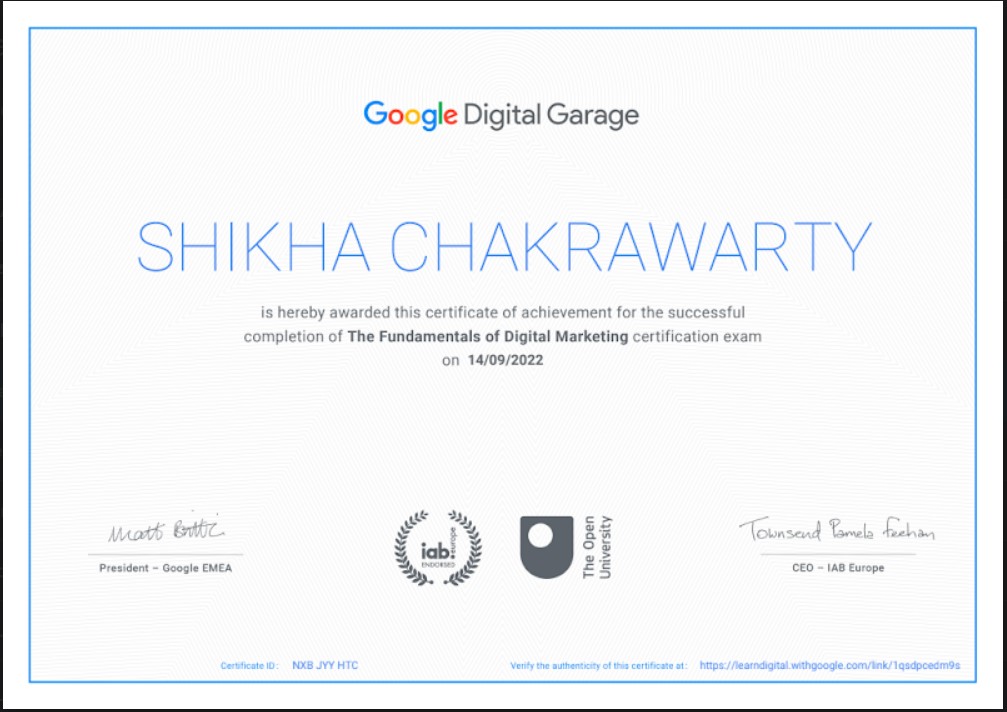 Google Digital Garage
SHIKHA CHAKRAWARTY
is hereby awarded this certificate of achievement for the successful
completion of The Fundamentals of Digital Marketing certification exam
on 14/09/2022
Matt Brittin
President – Google EMEA
iab. europe
ENDORSED
The Open
University
Townsend Pamela Feehan
CEO – IAB Europe
Certificate ID: NXB JYY HTC
Verify the authenticity of this certificate at: https://learndigital.withgoogle.com/link/1qsdpcedm9s